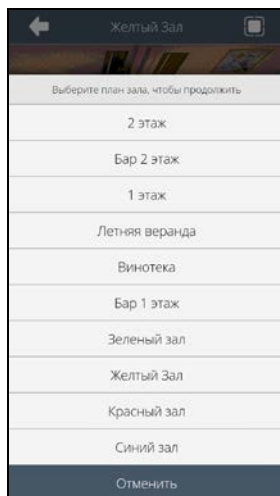 Желтый Зал
Выберите план зала, чтобы продолжить
2 этаж
Бар 2 этаж
1 этаж
Летняя веранда
Винотека
Бар 1 этаж
Зеленый зал
Желтый Зал
Красный зал
Синий зал
Отменить